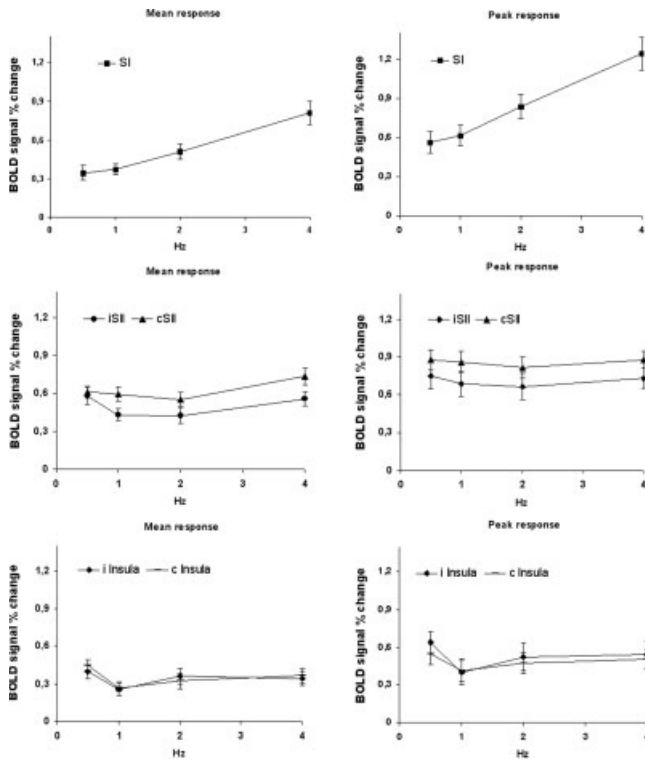 Mean response
SI
BOLD signal % change
1,2
0,9
0,6
0,3
0
0 1 2 3 4
Hz
Peak response
SI
BOLD signal % change
1,2
0,9
0,6
0,3
0
0 1 2 3 4
Hz
Mean response
iSII cSII
BOLD signal % change
1,2
0,9
0,6
0,3
0
0 1 2 3 4
Hz
Peak response
iSII cSII
BOLD signal % change
1,2
0,9
0,6
0,3
0
0 1 2 3 4
Hz
Mean response
i Insula c Insula
BOLD signal % change
1,2
0,9
0,6
0,3
0
0 1 2 3 4
Hz
Peak response
i Insula c Insula
BOLD signal % change
1,2
0,9
0,6
0,3
0
0 1 2 3 4
Hz